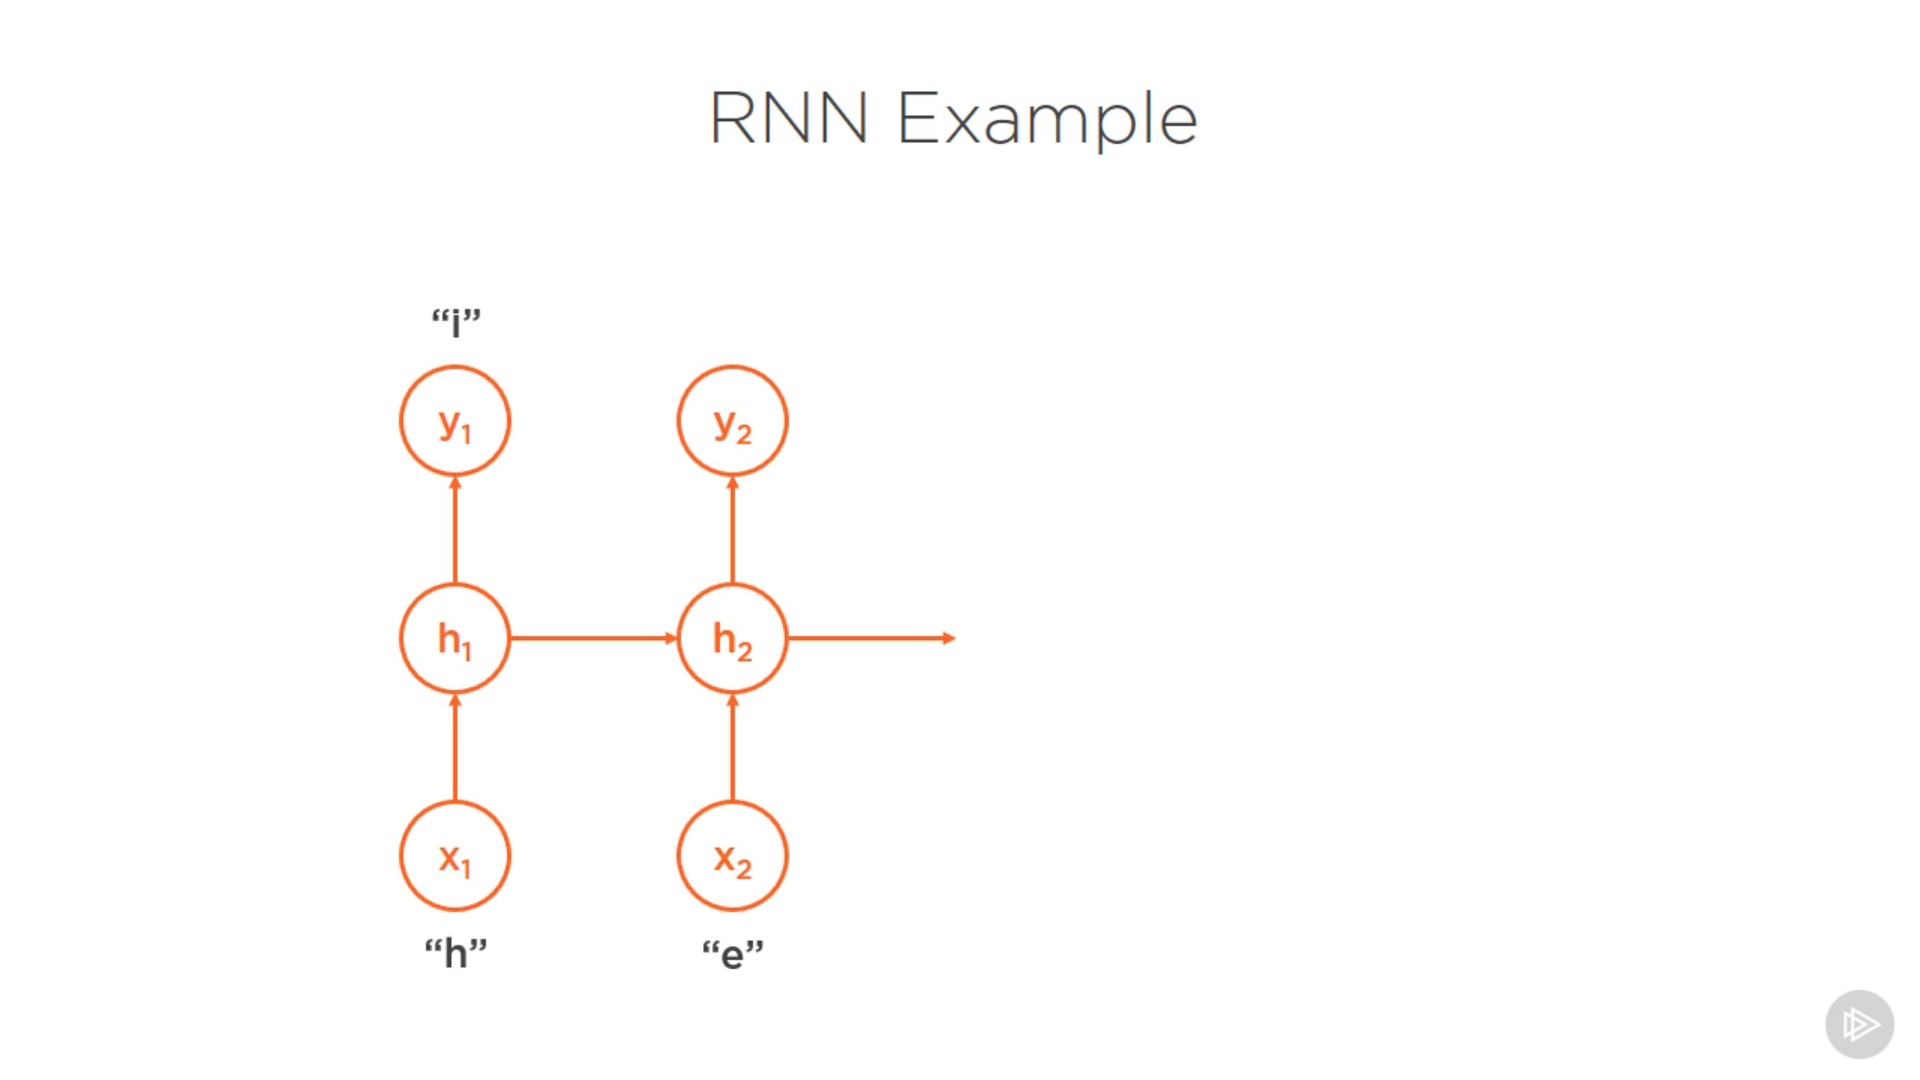 RNN Example
“i”
y₁ y₂
h₁ h₂
x₁ x₂
“h” “e”